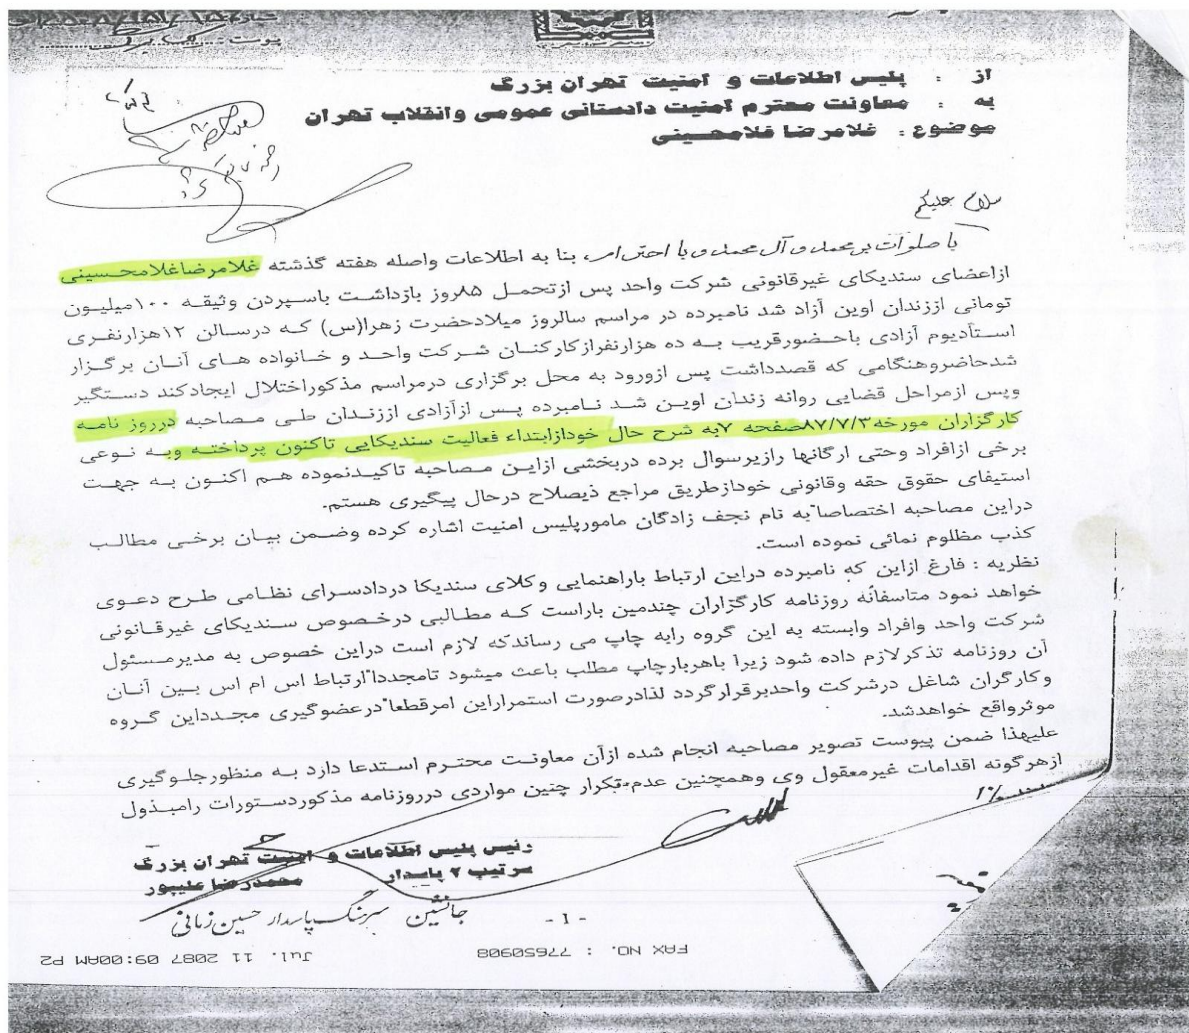 پیوست
از : پلیس اطلاعات و امنیت تهران بزرگ
به : معاونت محترم امنیت دادستانی عمومی وانقلاب تهران
موضوع : غلامرضا غلامحسینی
سلام علیکم
با صلوات بر محمد و آل محمد و با احترام، بنا به اطلاعات واصله هفته گذشته غلامرضاغلامحسینی
ازاعضای سندیکای غیرقانونی شرکت واحد پس ازتحمل ۸۵روز بازداشت باسپردن وثیقه ۱۰۰میلیون
تومانی اززندان اوین آزاد شد نامبرده در مراسم سالروز میلادحضرت زهرا(س) که درسالن ۱۲هزارنفری
استآدیوم آزادی باحضورقریب به ده هزارنفرازکارکنان شرکت واحد و خانواده های آنان برگزار
شدحاضروهنگامی که قصدداشت پس ازورود به محل برگزاری درمراسم مذکوراختلال ایجادکند دستگیر
وپس ازمراحل قضایی روانه زندان اوین شد نامبرده پس ازآزادی اززندان طی مصاحبه درروز نامه
کارگزاران مورخه۸۷/۷/۳صفحه ۷به شرح حال خودازابتداء فعالیت سندیکایی تاکنون پرداخته وبه نوعی
برخی ازافراد وحتی ارگانها رازیرسوال برده دربخشی ازاین مصاحبه تاکیدنموده هم اکنون به جهت
استیفای حقوق حقه وقانونی خودازطریق مراجع ذیصلاح درحال پیگیری هستم.
دراین مصاحبه اختصاصا"به نام نجف زادگان مامورپلیس امنیت اشاره کرده وضمن بیان برخی مطالب
کذب مظلوم نمائی نموده است.
نظریه : فارغ ازاین که نامبرده دراین ارتباط باراهنمایی وکلای سندیکا دردادسرای نظامی طرح دعوی
خواهد نمود متاسفانه روزنامه کارگزاران چندمین باراست که مطالبی درخصوص سندیکای غیرقانونی
شرکت واحد وافراد وابسته به این گروه رابه چاپ می رساندکه لازم است دراین خصوص به مدیرمسئول
آن روزنامه تذکرلازم داده شود زیرا باهربارچاپ مطلب باعث میشود تامجددا"ارتباط اس ام اس بین آنان
وکارگران شاغل درشرکت واحدبرقرارگردد لذادرصورت استمراراین امرقطعا"درعضوگیری مجدداین گروه
موثرواقع خواهدشد.
علیهذا ضمن پیوست تصویر مصاحبه انجام شده ازآن معاونت محترم استدعا دارد به منظورجلوگیری
ازهرگونه اقدامات غیرمعقول وی وهمچنین عدم تکرار چنین مواردی درروزنامه مذکوردستورات رامبذول
رئیس پلیس اطلاعات و امنیت تهران بزرگ
سرتیپ ۲ پاسدار محمدرضا علیپور
جانشین سرهنگ پاسدار حسین زمانی
- 1 -
FAX NO. : 77650908
Jul. 11 2087 09:00AM P2